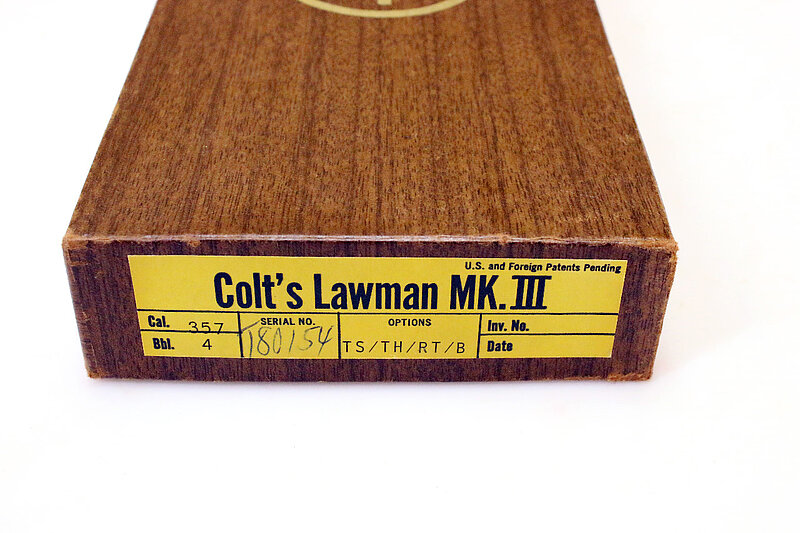 U.S. and Foreign Patents Pending
Colt's Lawman MK. III
Cal. 357
Bbl. 4
SERIAL NO.
180154
OPTIONS
TS/TH/RT/B
Inv. No.
Date